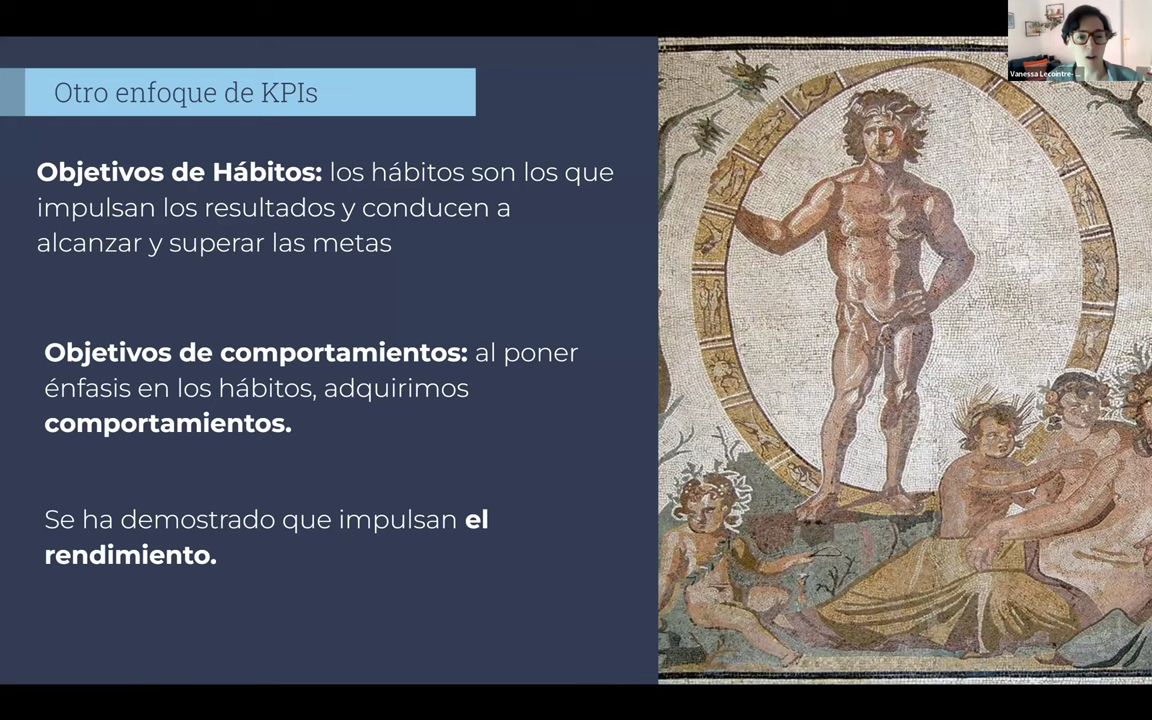 Otro enfoque de KPIs
Objetivos de Hábitos: los hábitos son los que
impulsan los resultados y conducen a
alcanzar y superar las metas
Objetivos de comportamientos: al poner
énfasis en los hábitos, adquirimos
comportamientos.
Se ha demostrado que impulsan el
rendimiento.
Vanessa Lecointre-...